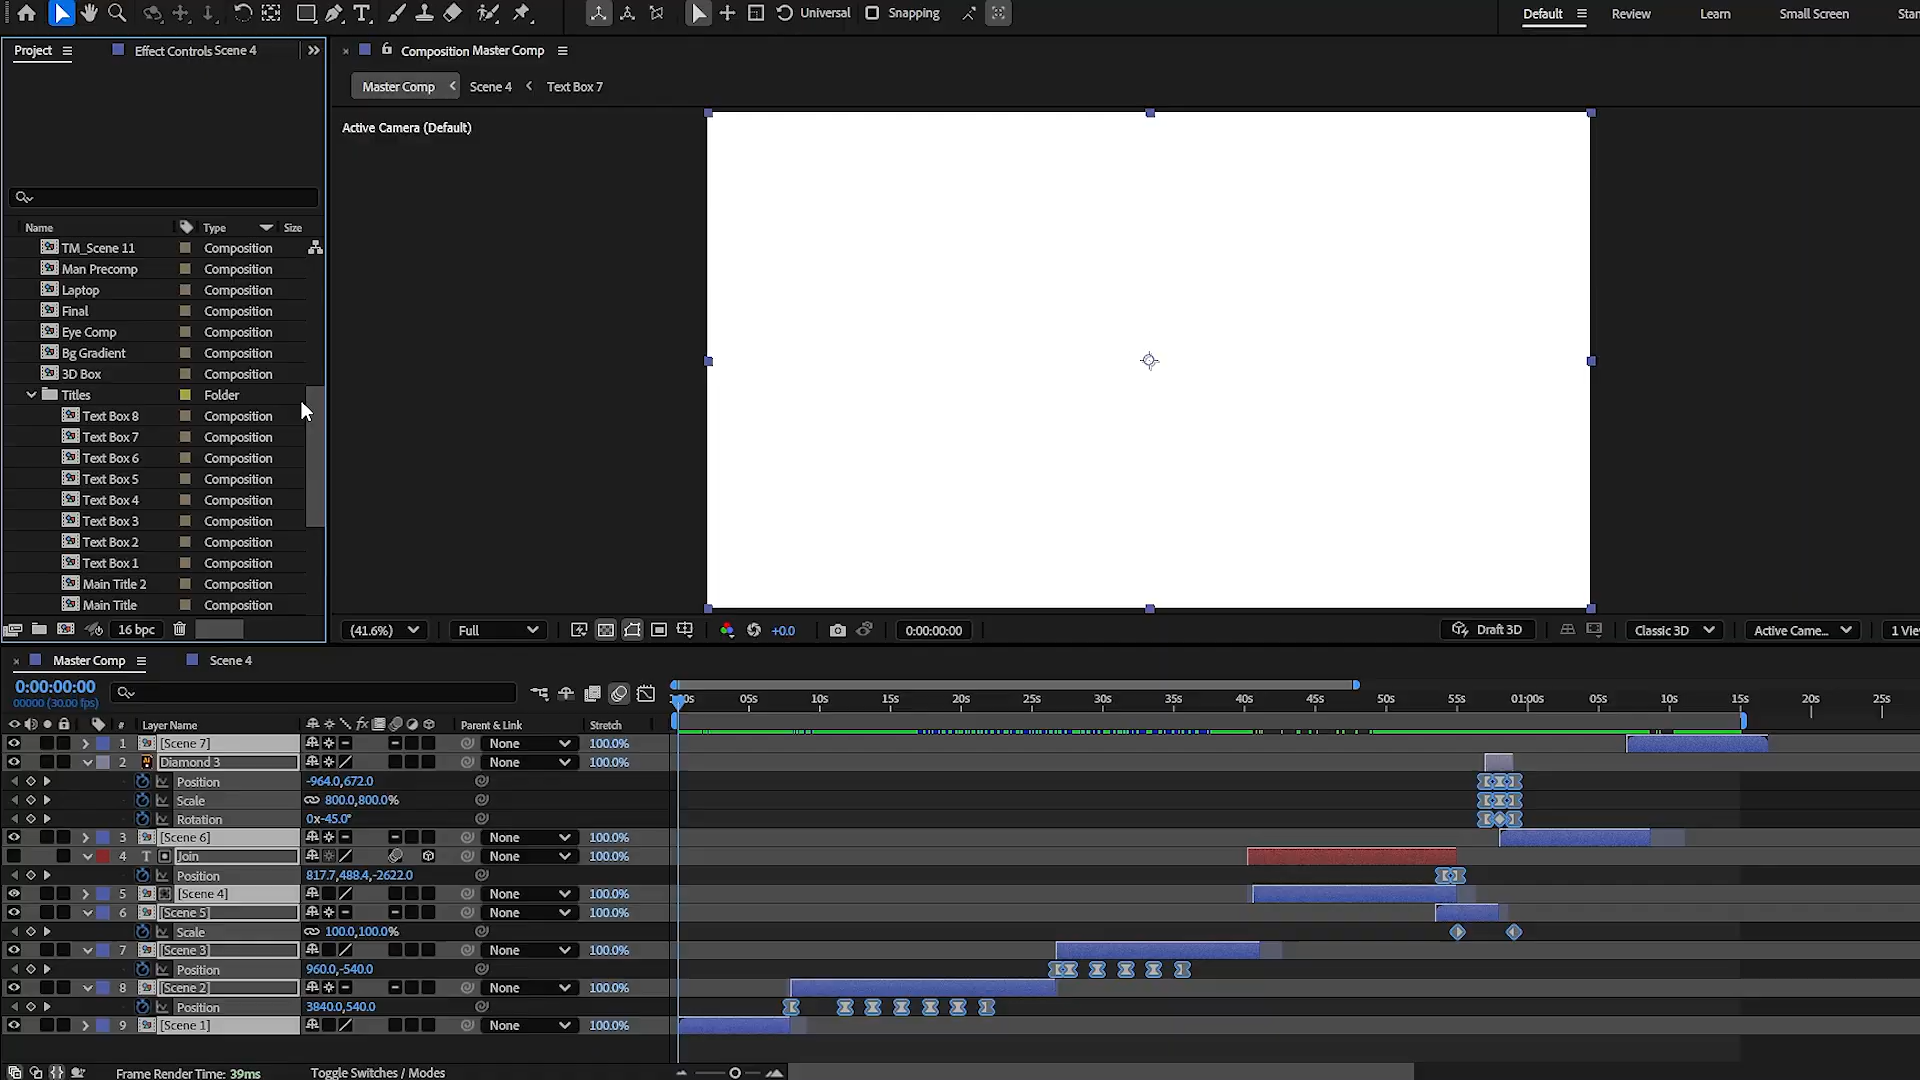 Universal Snapping Default Review Learn Small Screen Stan
Project Effect Controls Scene 4
Composition Master Comp
Master Comp Scene 4 Text Box 7
Active Camera (Default)
Name Type Size
TM_Scene 11 Composition
Man Precomp Composition
Laptop Composition
Final Composition
Eye Comp Composition
Bg Gradient Composition
3D Box Composition
Titles Folder
Text Box 8 Composition
Text Box 7 Composition
Text Box 6 Composition
Text Box 5 Composition
Text Box 4 Composition
Text Box 3 Composition
Text Box 2 Composition
Text Box 1 Composition
Main Title 2 Composition
Main Title Composition
16 bpc
(41.6%) Full +0.0 0:00:00:00 Draft 3D Classic 3D Active Came... 1 View
Master Comp Scene 4
0:00:00:00
00000 (30.00 fps)
:00s 05s 10s 15s 20s 25s 30s 35s 40s 45s 50s 55s 01:00s 05s 10s 15s 20s 25s
# Layer Name fx Parent & Link Stretch
1 [Scene 7] None 100.0%
2 Diamond 3 None 100.0%
Position -964.0,672.0
Scale 800.0,800.0%
Rotation 0x-45.0°
3 [Scene 6] None 100.0%
4 T Join None 100.0%
Position 817.7,488.4,-2622.0
5 [Scene 4] None 100.0%
6 [Scene 5] None 100.0%
Scale 100.0,100.0%
7 [Scene 3] None 100.0%
Position 960.0,-540.0
8 [Scene 2] None 100.0%
Position 3840.0,540.0
9 [Scene 1] None 100.0%
Frame Render Time: 39ms Toggle Switches / Modes